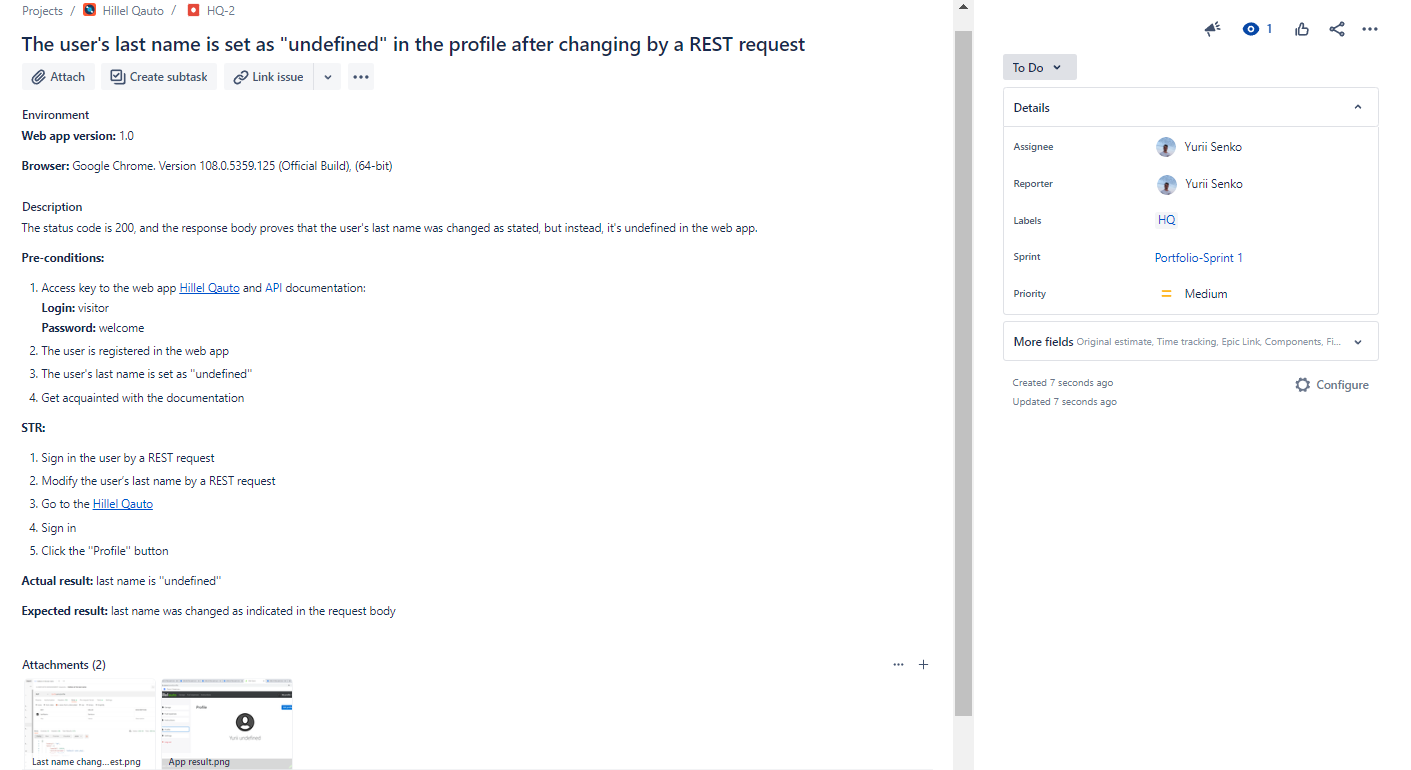 Projects / Hillel Qauto / HQ-2
The user's last name is set as "undefined" in the profile after changing by a REST request
Attach Create subtask Link issue
Environment
Web app version: 1.0
Browser: Google Chrome. Version 108.0.5359.125 (Official Build), (64-bit)
Description
The status code is 200, and the response body proves that the user's last name was changed as stated, but instead, it's undefined in the web app.
Pre-conditions:
1. Access key to the web app Hillel Qauto and API documentation:
Login: visitor
Password: welcome
2. The user is registered in the web app
3. The user's last name is set as "undefined"
4. Get acquainted with the documentation
STR:
1. Sign in the user by a REST request
2. Modify the user's last name by a REST request
3. Go to the Hillel Qauto
4. Sign in
5. Click the "Profile" button
Actual result: last name is "undefined"
Expected result: last name was changed as indicated in the request body
Attachments (2)
Profile
Yurii undefined
Last name chang...est.png
App result.png
1
To Do
Details
Assignee Yurii Senko
Reporter Yurii Senko
Labels HQ
Sprint Portfolio-Sprint 1
Priority Medium
More fields Original estimate, Time tracking, Epic Link, Components, Fi...
Created 7 seconds ago
Configure
Updated 7 seconds ago